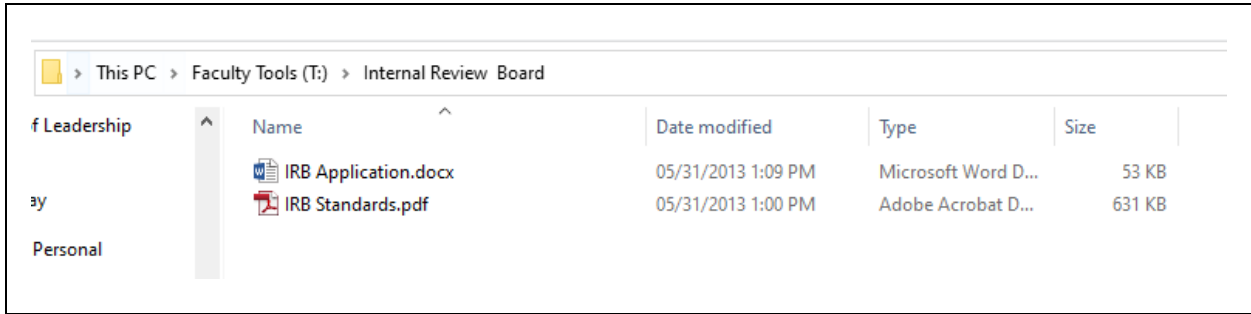 This PC > Faculty Tools (T:) > Internal Review Board
f Leadership
Name Date modified Type Size
IRB Application.docx 05/31/2013 1:09 PM Microsoft Word D... 53 KB
ay
IRB Standards.pdf 05/31/2013 1:00 PM Adobe Acrobat D... 631 KB
Personal